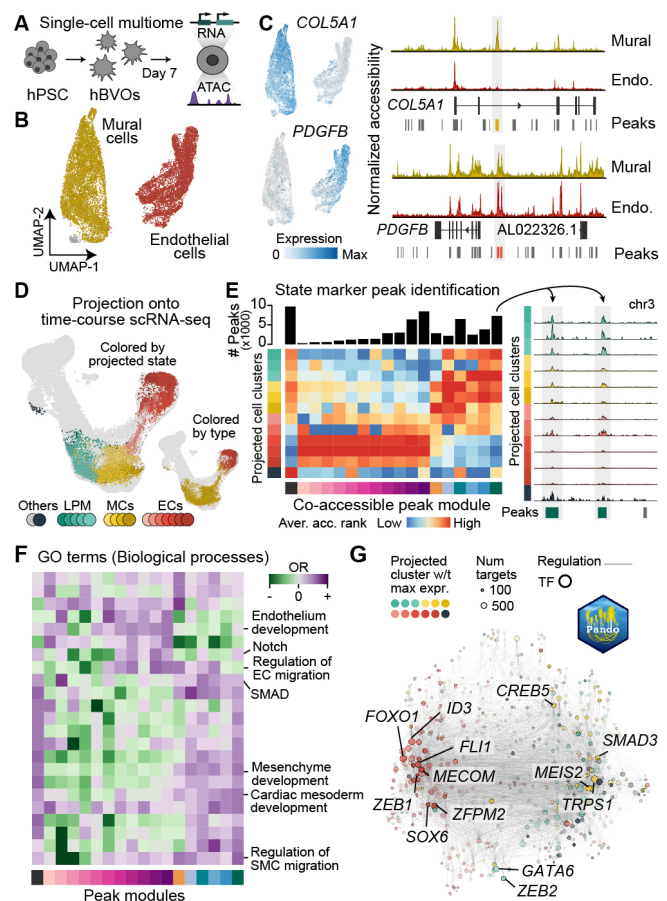 A
Single-cell multiome
RNA
Day 7
hPSC
hBVOs
ATAC
B
Mural
cells
UMAP-2
UMAP-1
Endothelial
cells
C
COL5A1
PDGFB
Expression
0
Max
Normalized accessibility
Mural
Endo.
COL5A1
Peaks
Mural
Endo.
PDGFB
AL022326.1
Peaks
D
Projection onto
time-course scRNA-seq
Colored by
projected state
Colored
by type
Others
LPM
MCs
ECs
E
State marker peak identification
# Peaks
(x1000)
10
5
0
Projected cell clusters
Co-accessible peak module
Aver. acc. rank
Low
High
chr3
Projected cell clusters
Peaks
F
GO terms (Biological processes)
OR
-
+
Endothelium
development
Notch
Regulation of
EC migration
SMAD
Mesenchyme
development
Cardiac mesoderm
development
Regulation of
SMC migration
Peak modules
G
Projected
cluster w/t
max expr.
Num
targets
100
500
Regulation
TF
Pando
CREB5
ID3
FOXO1
SMAD3
FLI1
MECOM
MEIS2
ZEB1
TRPS1
ZFPM2
SOX6
GATA6
ZEB2